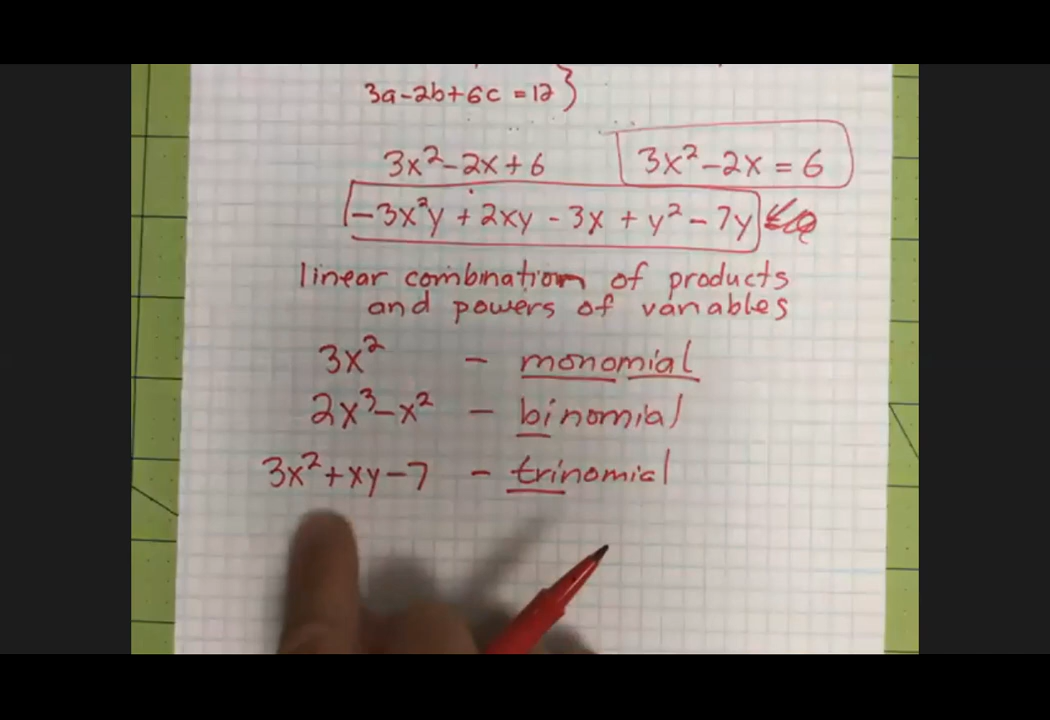 3a-2b+6c = 12}
3x²-2x+6 3x²-2x = 6
-3x²y + 2xy - 3x + y² - 7y
linear combination of products
and powers of variables
3x² - monomial
2x³-x² - binomial
3x²+xy-7 - trinomial